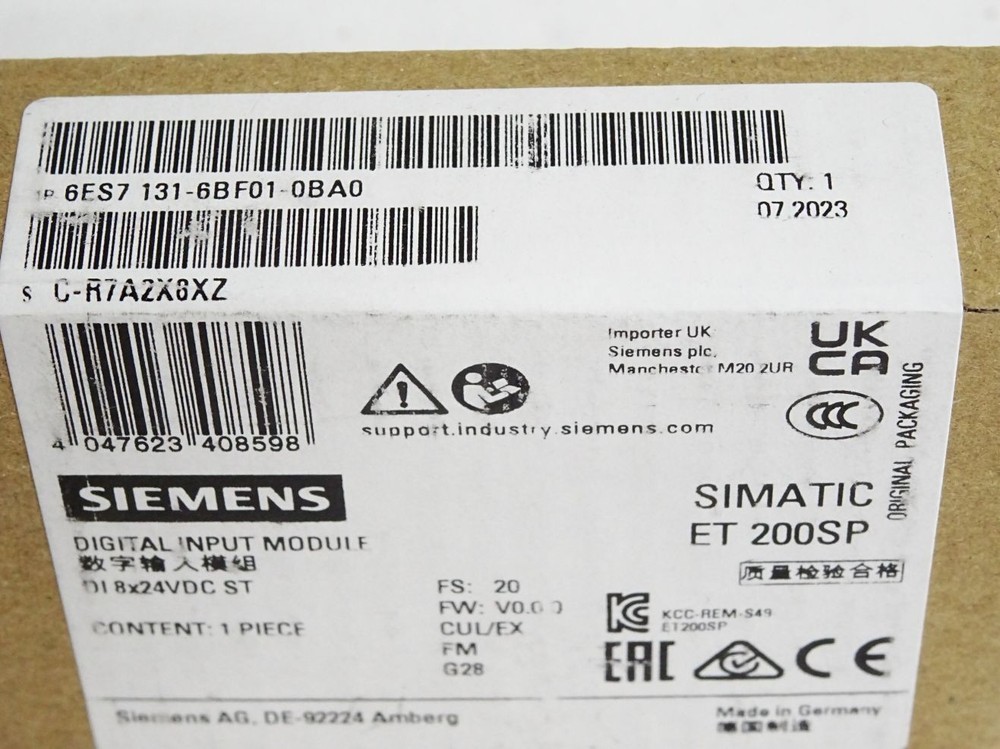 1P 6ES7 131-6BF01-0BA0
QTY: 1
07.2023
S C-R7A2X8XZ
4 047623 408598
support.industry.siemens.com
Importer UK
Siemens plc,
Manchester M20 2UR
UK
CA
CCC
ORIGINAL PACKAGING
SIEMENS
SIMATIC
ET 200SP
DIGITAL INPUT MODULE
数字输入模组
DI 8x24VDC ST
CONTENT: 1 PIECE
质量检验合格
FS: 20
FW: V0.0.0
CUL/EX
FM
G28
KCC-REM-S49
ET200SP
EAC
CE
Siemens AG, DE-92224 Amberg
Made in Germany
德国制造